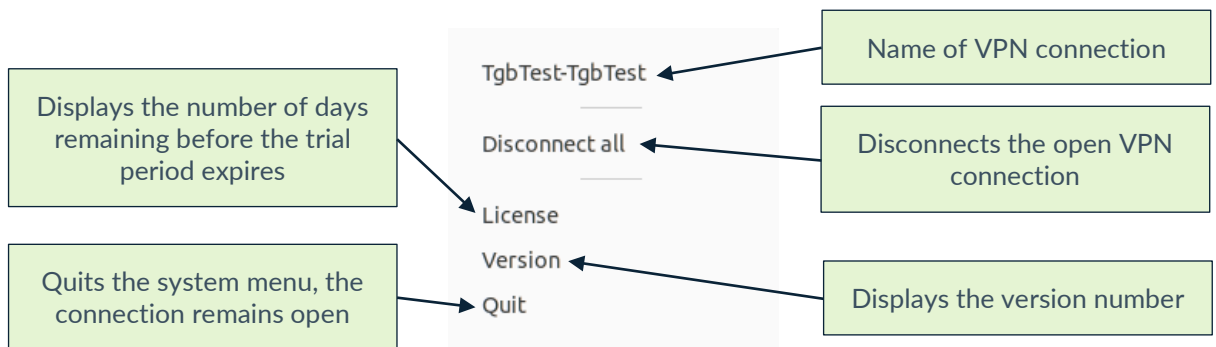 Name of VPN connection
TgbTest-TgbTest
Displays the number of days
remaining before the trial
period expires
Disconnect all
Disconnects the open VPN
connection
License
Version
Quits the system menu, the
connection remains open
Quit
Displays the version number